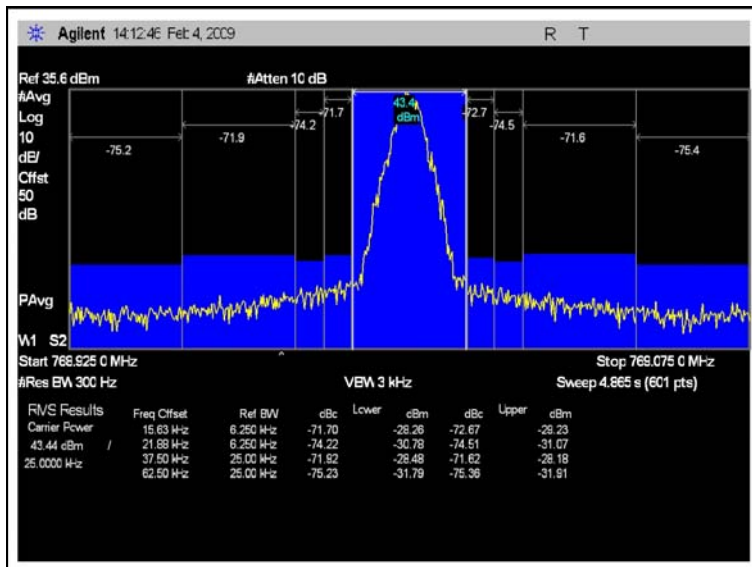 Agilent 14:12:46 Feb 4, 2009 R T
Ref 35.6 dBm #Atten 10 dB
#Avg
Log
10
dB/
Offst
50
dB
PAvg
W1 S2
-75.2
-71.9
-74.2
-71.7
43.4
dBm
-72.7
-74.5
-71.6
-75.4
Start 768.925 0 MHz Stop 769.075 0 MHz
#Res BW 300 Hz VBW 3 kHz Sweep 4.865 s (601 pts)
RMS Results Freq Offset Ref BW dBc Lower dBm dBc Upper dBm
Carrier Power 15.63 kHz 6.250 kHz -71.70 -28.26 -72.67 -29.23
43.44 dBm / 21.88 kHz 6.250 kHz -74.22 -30.78 -74.51 -31.07
25.0000 kHz 37.50 kHz 25.00 kHz -71.92 -28.48 -71.62 -28.18
62.50 kHz 25.00 kHz -75.23 -31.79 -75.36 -31.91